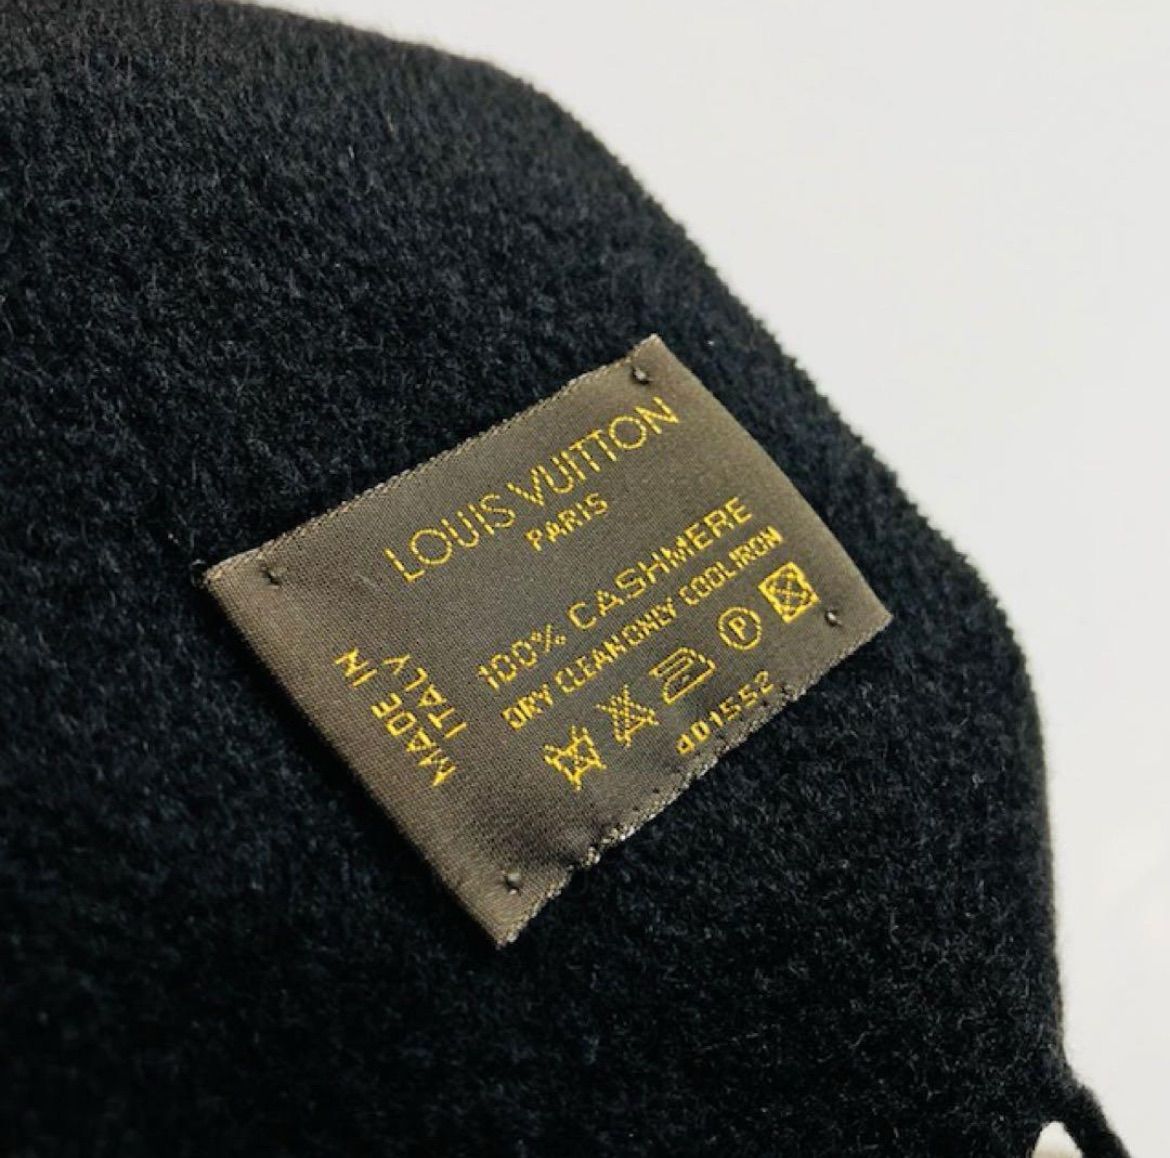 LOUIS VUITTON
PARIS
100% CASHMERE
DRY CLEAN ONLY COOL IRON
P
401552
MADE IN
ITALY